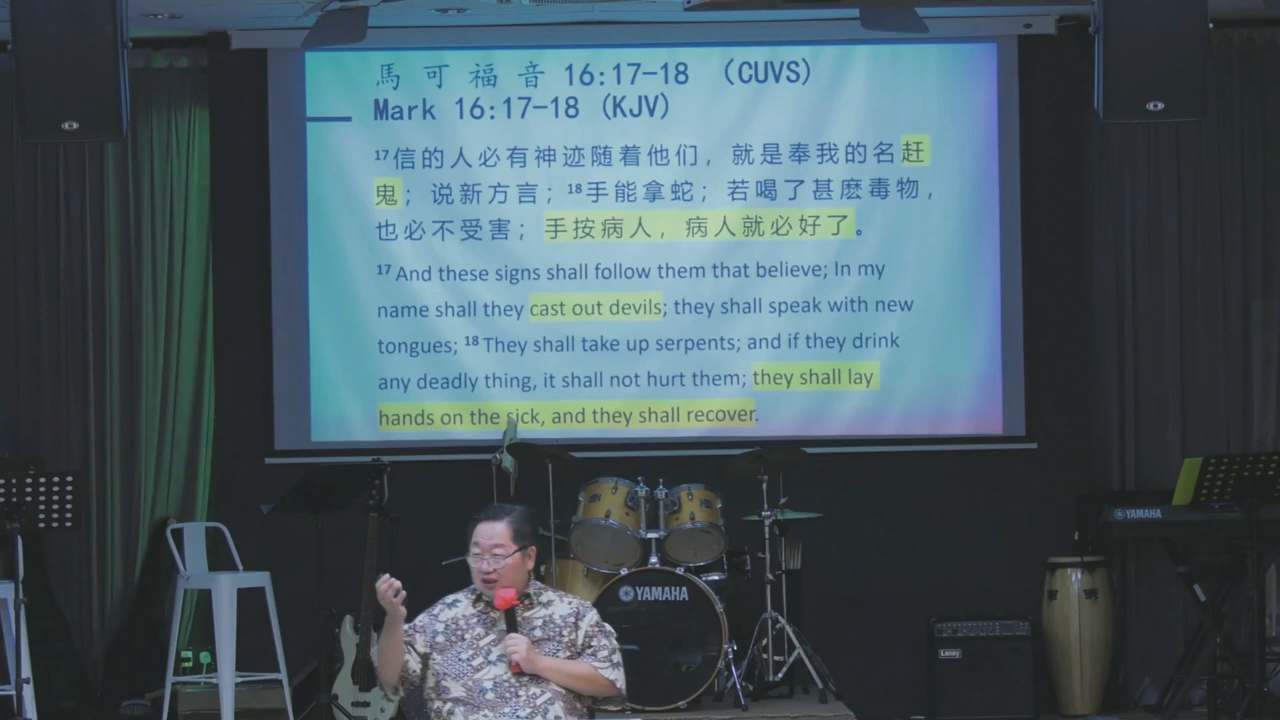 馬可福音 16:17-18 （CUVS)
Mark 16:17-18 (KJV)
17信的人必有神迹随着他们，就是奉我的名赶
鬼；说新方言；18手能拿蛇；若喝了甚麽毒物，
也必不受害；手按病人，病人就必好了。
17 And these signs shall follow them that believe; In my
name shall they cast out devils; they shall speak with new
tongues; 18 They shall take up serpents; and if they drink
any deadly thing, it shall not hurt them; they shall lay
hands on the sick, and they shall recover.
YAMAHA
YAMAHA
Laney